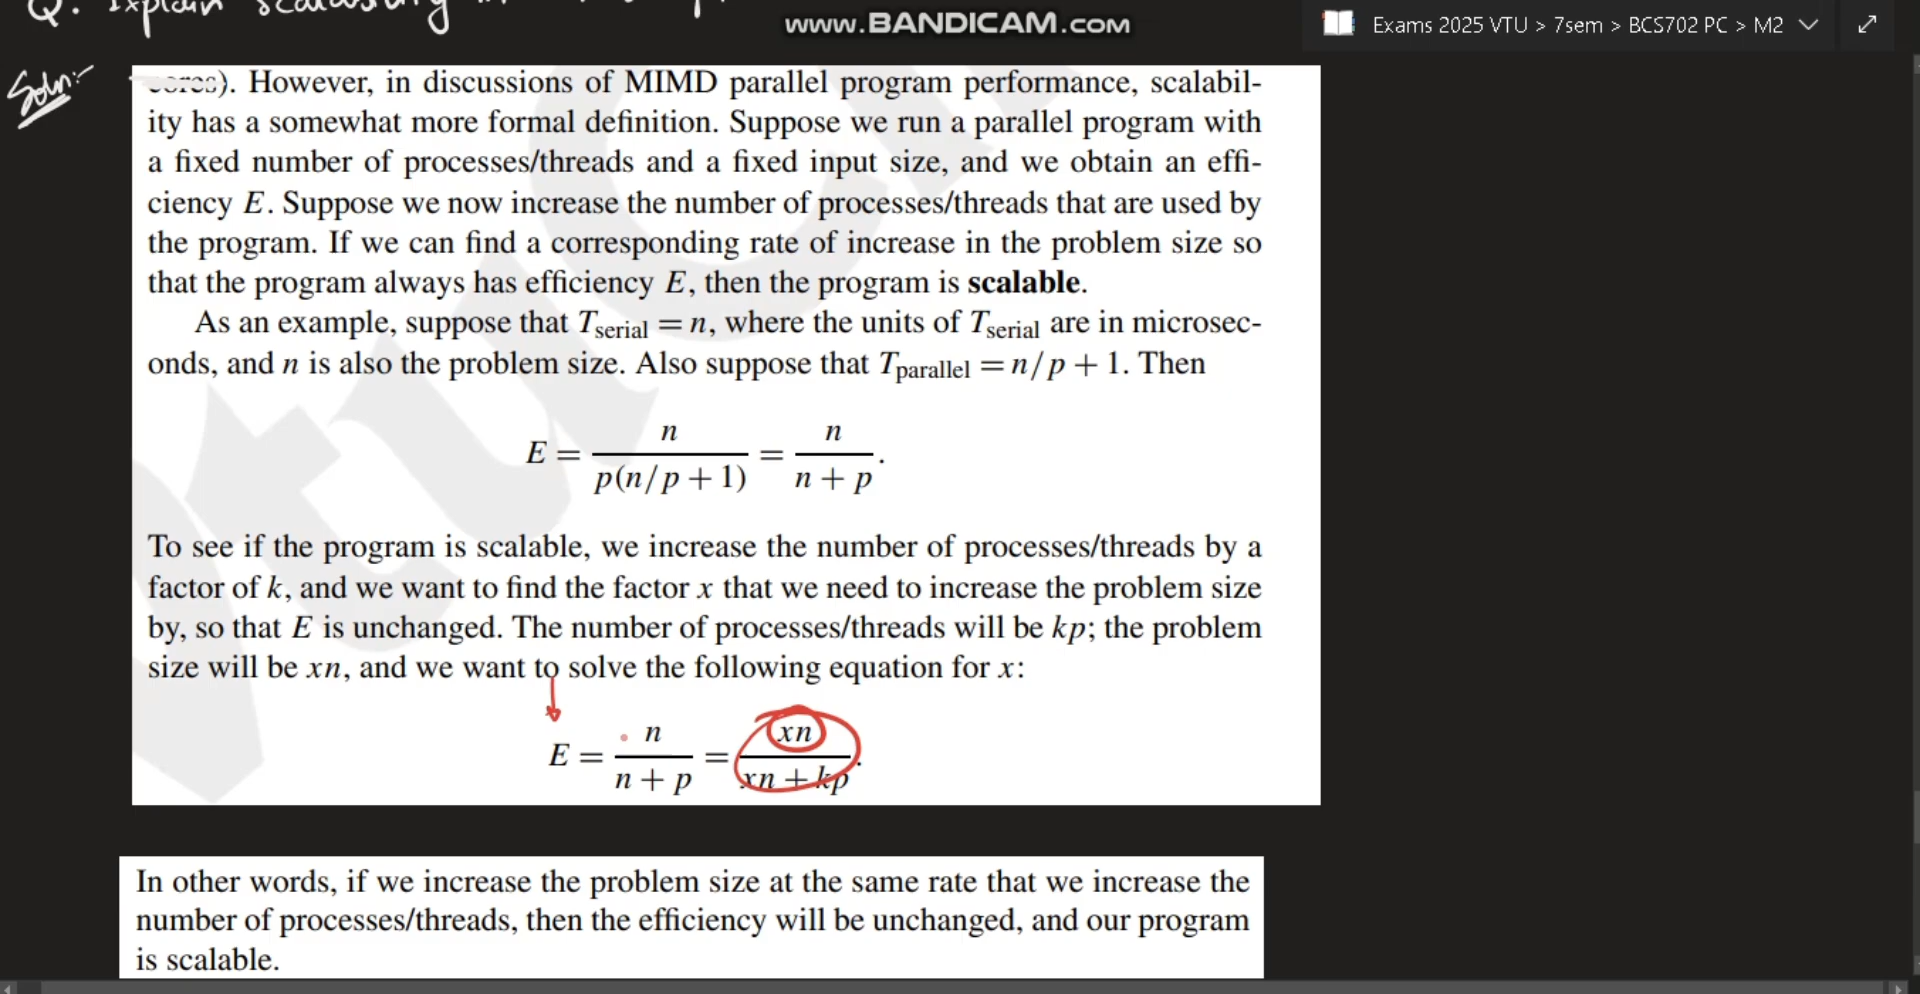 Q. Explain
www.BANDICAM.com
Exams 2025 VTU > 7sem > BCS702 PC > M2
Soln:-
cores). However, in discussions of MIMD parallel program performance, scalabil-
ity has a somewhat more formal definition. Suppose we run a parallel program with
a fixed number of processes/threads and a fixed input size, and we obtain an effi-
ciency E. Suppose we now increase the number of processes/threads that are used by
the program. If we can find a corresponding rate of increase in the problem size so
that the program always has efficiency E, then the program is scalable.
As an example, suppose that T_serial = n, where the units of T_serial are in microsec-
onds, and n is also the problem size. Also suppose that T_parallel = n/p + 1. Then
E = n / (p(n/p + 1)) = n / (n + p).
To see if the program is scalable, we increase the number of processes/threads by a
factor of k, and we want to find the factor x that we need to increase the problem size
by, so that E is unchanged. The number of processes/threads will be kp; the problem
size will be xn, and we want to solve the following equation for x:
E = n / (n + p) = xn / (xn + kp).
In other words, if we increase the problem size at the same rate that we increase the
number of processes/threads, then the efficiency will be unchanged, and our program
is scalable.